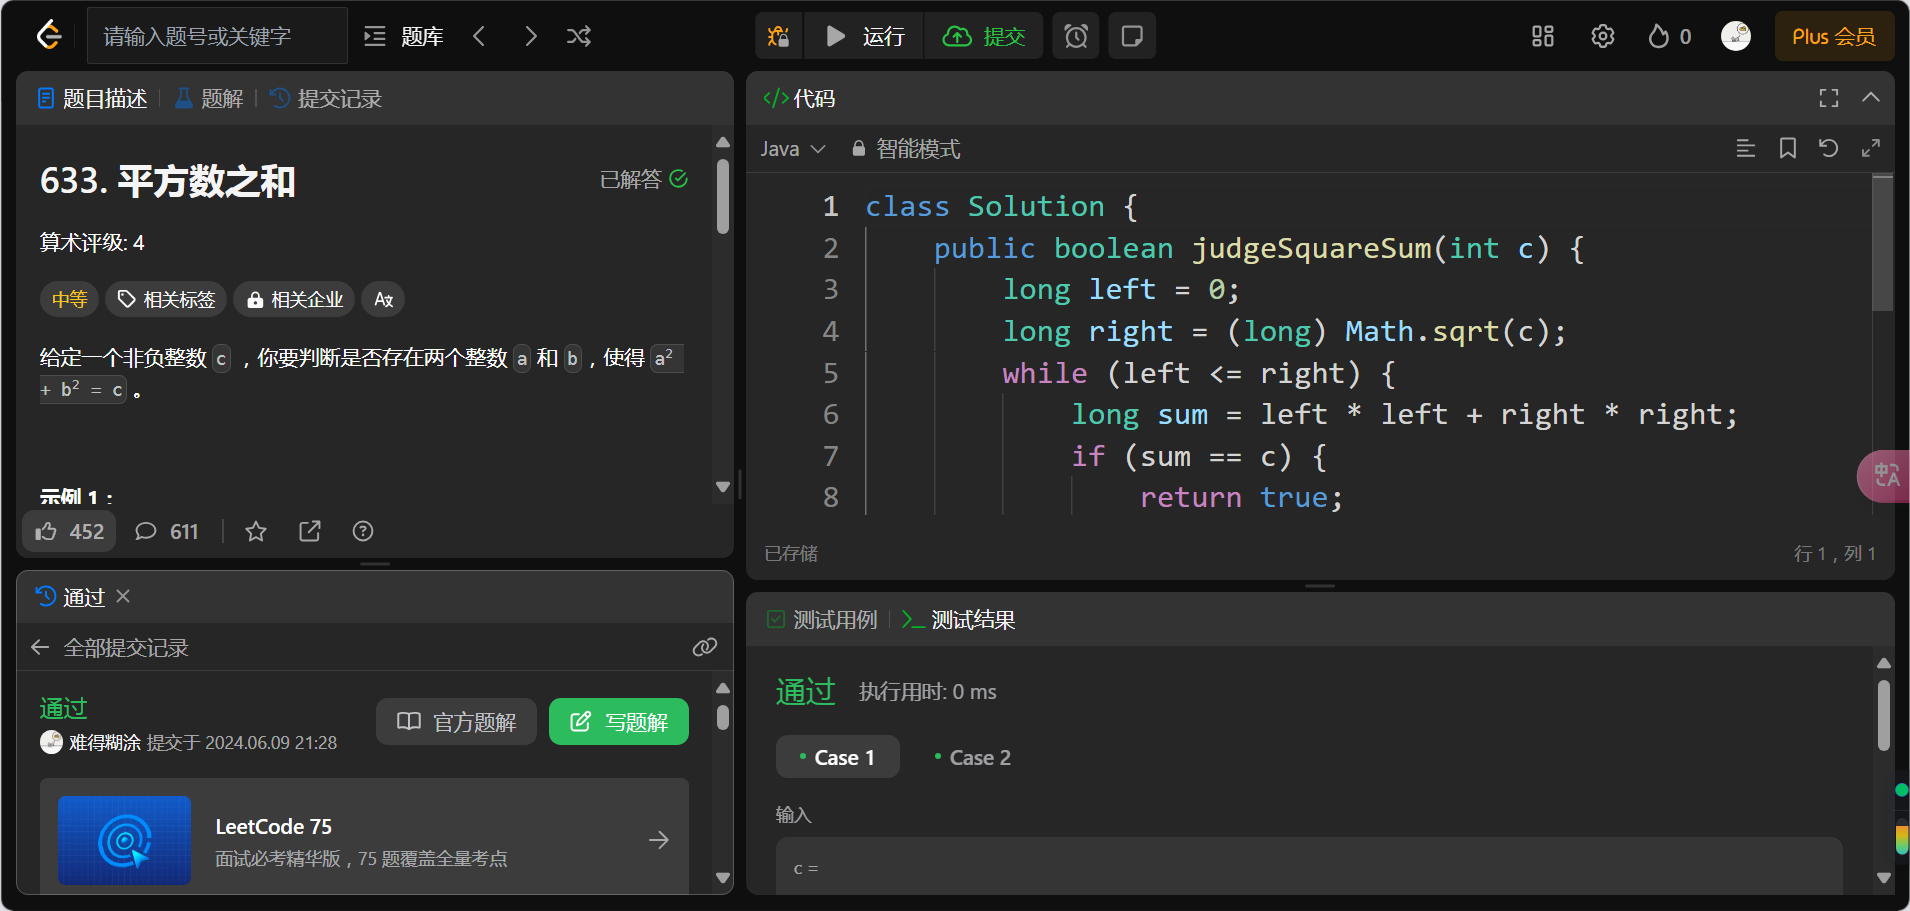 请输入题号或关键字
题库
运行
提交
0
Plus 会员
题目描述
题解
提交记录
633. 平方数之和
已解答
算术评级: 4
中等
相关标签
相关企业
给定一个非负整数 c ，你要判断是否存在两个整数 a 和 b，使得 a²
+ b² = c 。
示例 1：
452
611
通过
全部提交记录
通过
难得糊涂 提交于 2024.06.09 21:28
官方题解
写题解
LeetCode 75
面试必考精华版，75 题覆盖全量考点
</>代码
Java
智能模式
1 class Solution {
2 public boolean judgeSquareSum(int c) {
3 long left = 0;
4 long right = (long) Math.sqrt(c);
5 while (left <= right) {
6 long sum = left * left + right * right;
7 if (sum == c) {
8 return true;
已存储
行 1，列 1
测试用例
测试结果
通过
执行用时: 0 ms
Case 1
Case 2
输入
c =